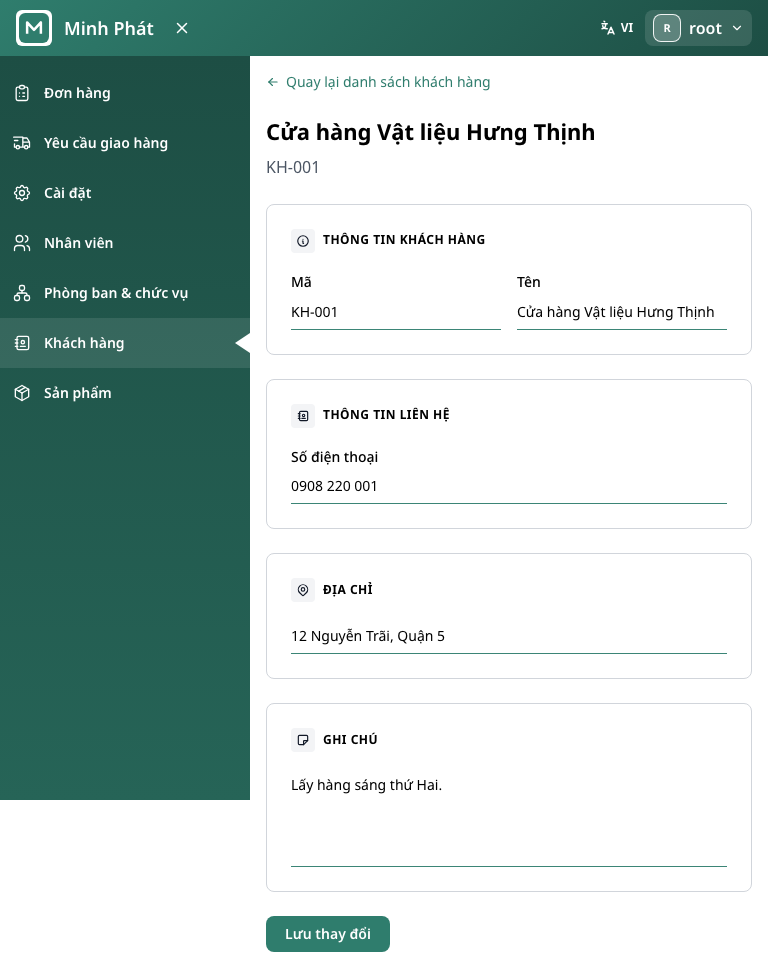 Minh Phát
VI
R
root
Đơn hàng
Yêu cầu giao hàng
Cài đặt
Nhân viên
Phòng ban & chức vụ
Khách hàng
Sản phẩm
Quay lại danh sách khách hàng
Cửa hàng Vật liệu Hưng Thịnh
KH-001
THÔNG TIN KHÁCH HÀNG
Mã
Tên
KH-001
Cửa hàng Vật liệu Hưng Thịnh
THÔNG TIN LIÊN HỆ
Số điện thoại
0908 220 001
ĐỊA CHỈ
12 Nguyễn Trãi, Quận 5
GHI CHÚ
Lấy hàng sáng thứ Hai.
Lưu thay đổi